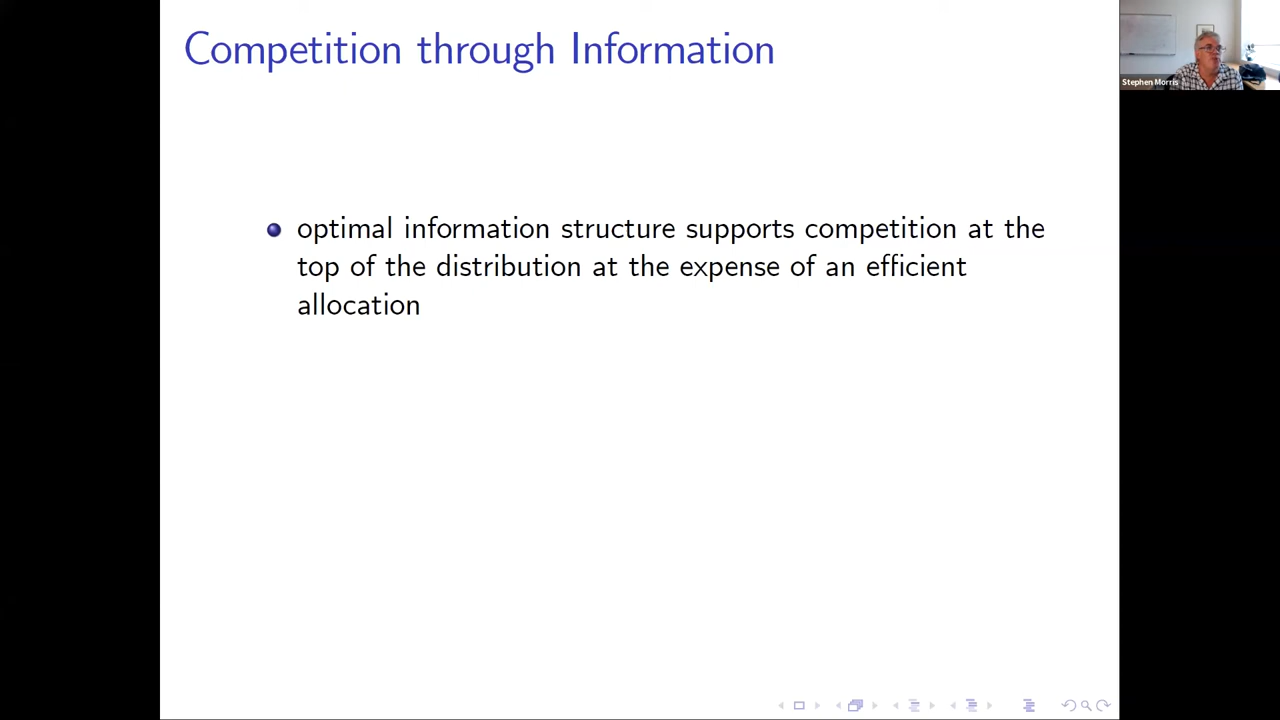 Competition through Information
Stephen Morris
optimal information structure supports competition at the
top of the distribution at the expense of an efficient
allocation